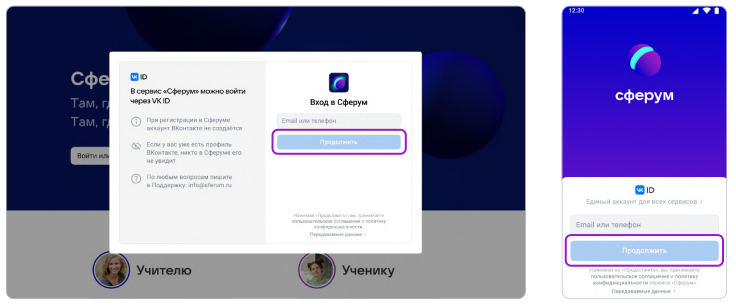 Сфе
Там, гд
Там, гд
Войти или
VK ID
В сервис «Сферум» можно войти
через VK ID
При регистрации в Сферуме
аккаунт ВКонтакте не создаётся
Если у вас уже есть профиль
ВКонтакте, никто в Сферуме его
не увидит
По любым вопросам пишите
в Поддержку: info@sferum.ru
Вход в Сферум
Email или телефон
Продолжить
Нажимая «Продолжить», вы принимаете
пользовательское соглашение и политику
конфиденциальности
Передаваемые данные >
Учителю
Ученику
12:30
сферум
VK ID
Единый аккаунт для всех сервисов >
Email или телефон
Продолжить
Нажимая на «Продолжить», вы принимаете
пользовательское соглашение и политику
конфиденциальности сервиса «Сферум»
Передаваемые данные >